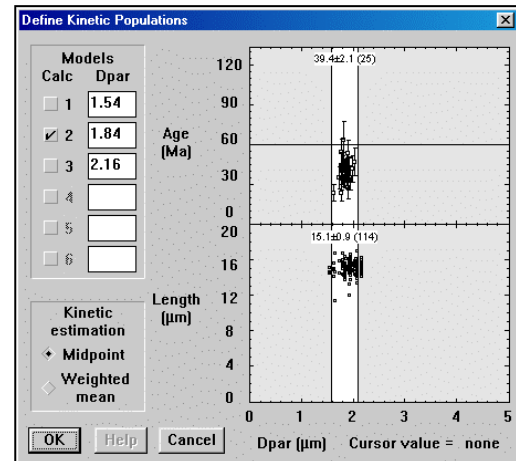 Define Kinetic Populations
Models
Calc Dpar
1 1.54
2 1.84
3 2.16
4
5
6
Kinetic
estimation
Midpoint
Weighted
mean
OK
Help
Cancel
Age
(Ma)
120
90
60
30
0
39.4±2.1 (25)
Length
(µm)
20
16
12
8
4
0
15.1±0.9 (114)
0 1 2 3 4 5
Dpar (µm) Cursor value = none